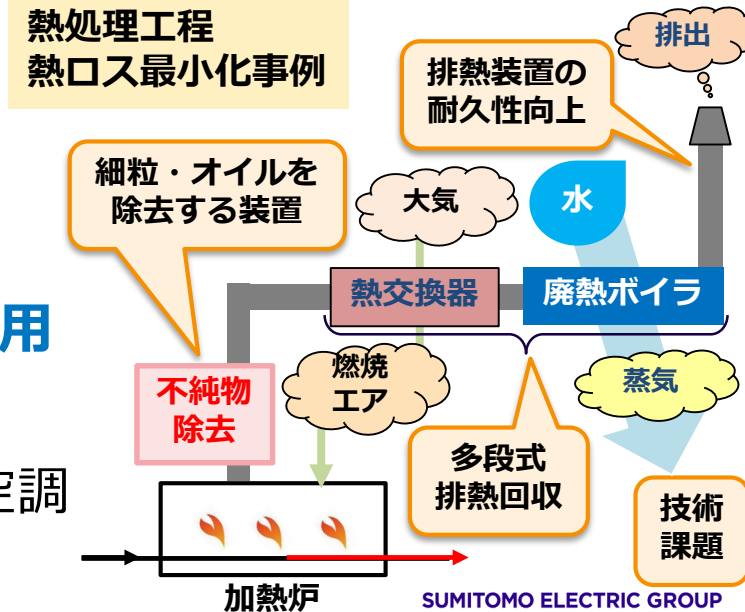 熱処理工程
熱ロス最小化事例
排出
排熱装置の
耐久性向上
細粒・オイルを
除去する装置
大気
水
熱交換器
廃熱ボイラ
用
不純物
除去
燃焼
エア
蒸気
多段式
排熱回収
空調
技術
課題
加熱炉
SUMITOMO ELECTRIC GROUP